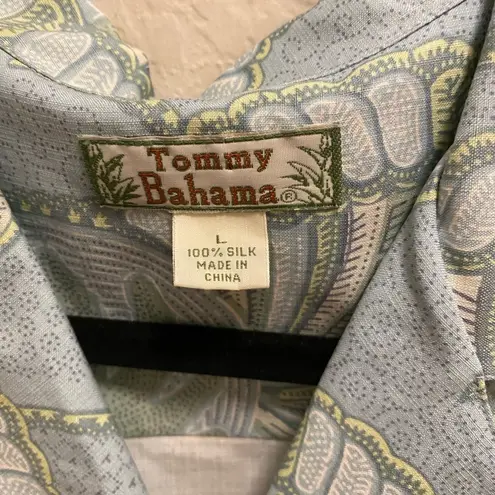 Tommy
Bahama®
L
100% SILK
MADE IN
CHINA